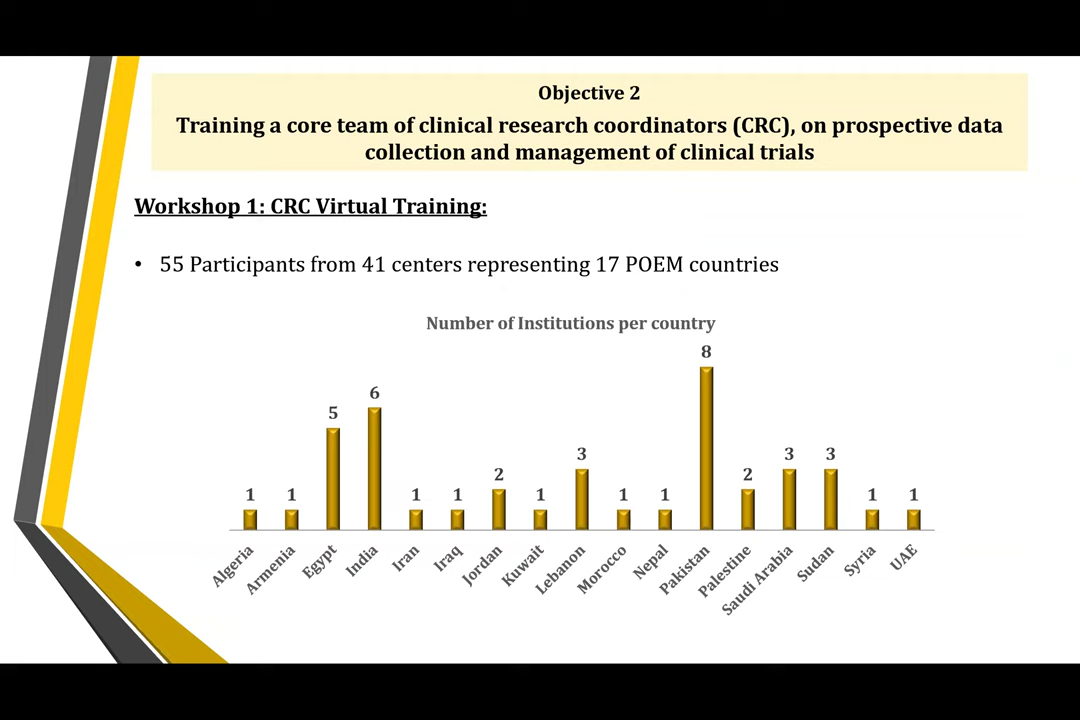 Objective 2
Training a core team of clinical research coordinators (CRC), on prospective data
collection and management of clinical trials
Workshop 1: CRC Virtual Training:
• 55 Participants from 41 centers representing 17 POEM countries
Number of Institutions per country
1 1 5 6 1 1 2 1 3 1 1 8 2 3 3 1 1
Algeria Armenia Egypt India Iran Iraq Jordan Kuwait Lebanon Morocco Nepal Pakistan Palestine Saudi Arabia Sudan Syria UAE